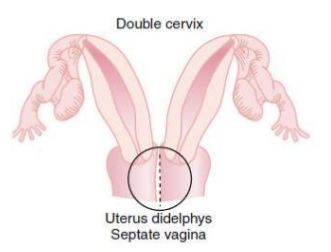 Double cervix
Uterus didelphys
Septate vagina